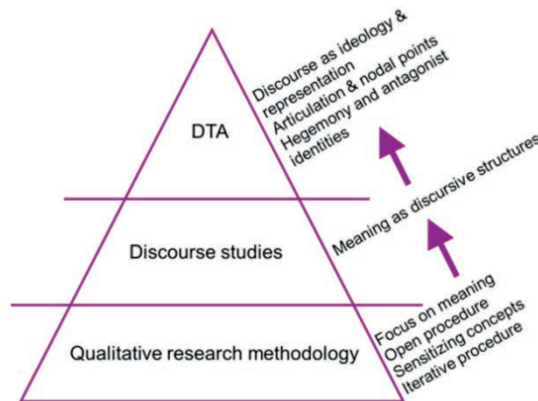 Discourse as ideology &
representation
Articulation & nodal points
Hegemony and antagonist
identities
DTA
Meaning as discursive structures
Discourse studies
Focus on meaning
Open procedure
Sensitizing concepts
Iterative procedure
Qualitative research methodology